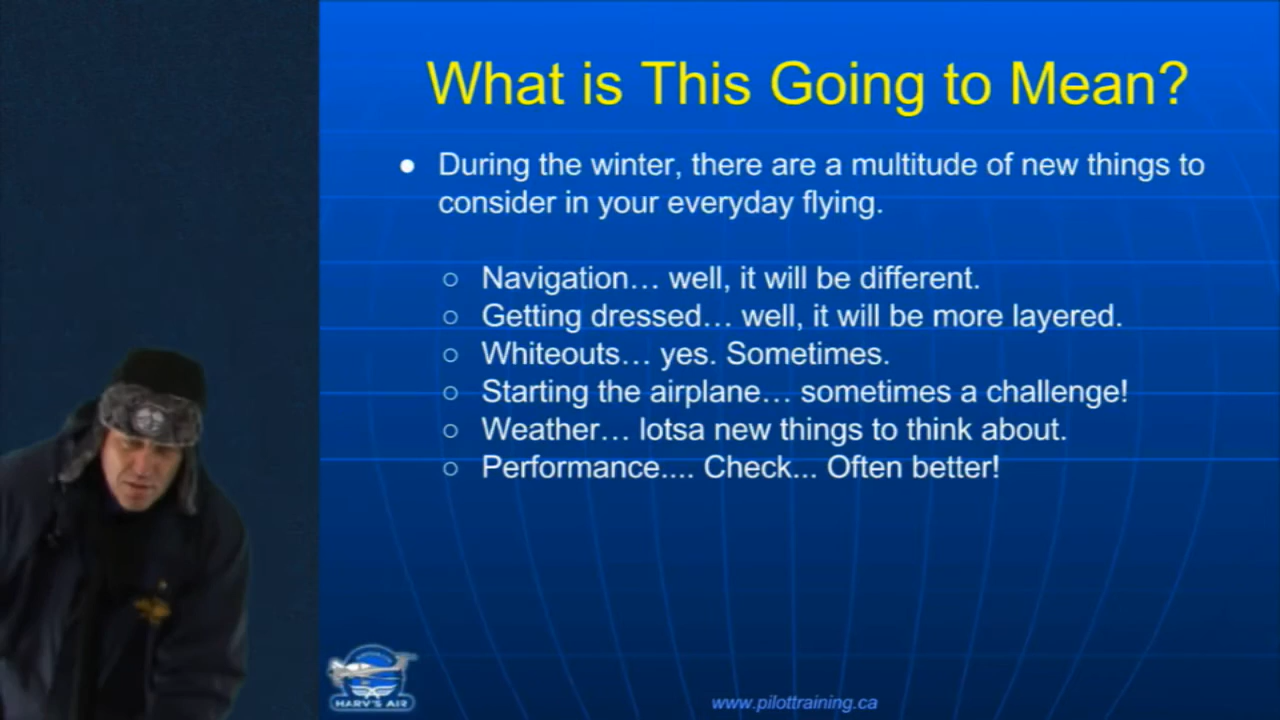 What is This Going to Mean?
● During the winter, there are a multitude of new things to
consider in your everyday flying.
○ Navigation… well, it will be different.
○ Getting dressed… well, it will be more layered.
○ Whiteouts… yes. Sometimes.
○ Starting the airplane… sometimes a challenge!
○ Weather… lotsa new things to think about.
○ Performance.... Check... Often better!
HARV'S AIR
www.pilottraining.ca